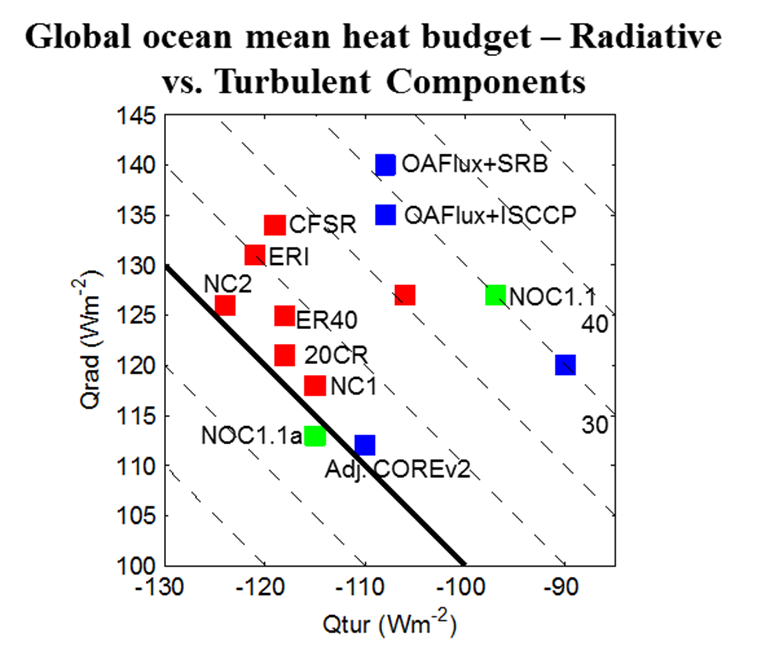 Global ocean mean heat budget – Radiative
vs. Turbulent Components
145
140
135
130
125
120
115
110
105
100
Qrad (Wm-2)
OAFlux+SRB
OAFlux+ISCCP
CFSR
ERI
NC2
NOC1.1
ER40
40
20CR
NC1
30
NOC1.1a
Adj. COREv2
-130
-120
-110
-100
-90
Qtur (Wm-2)